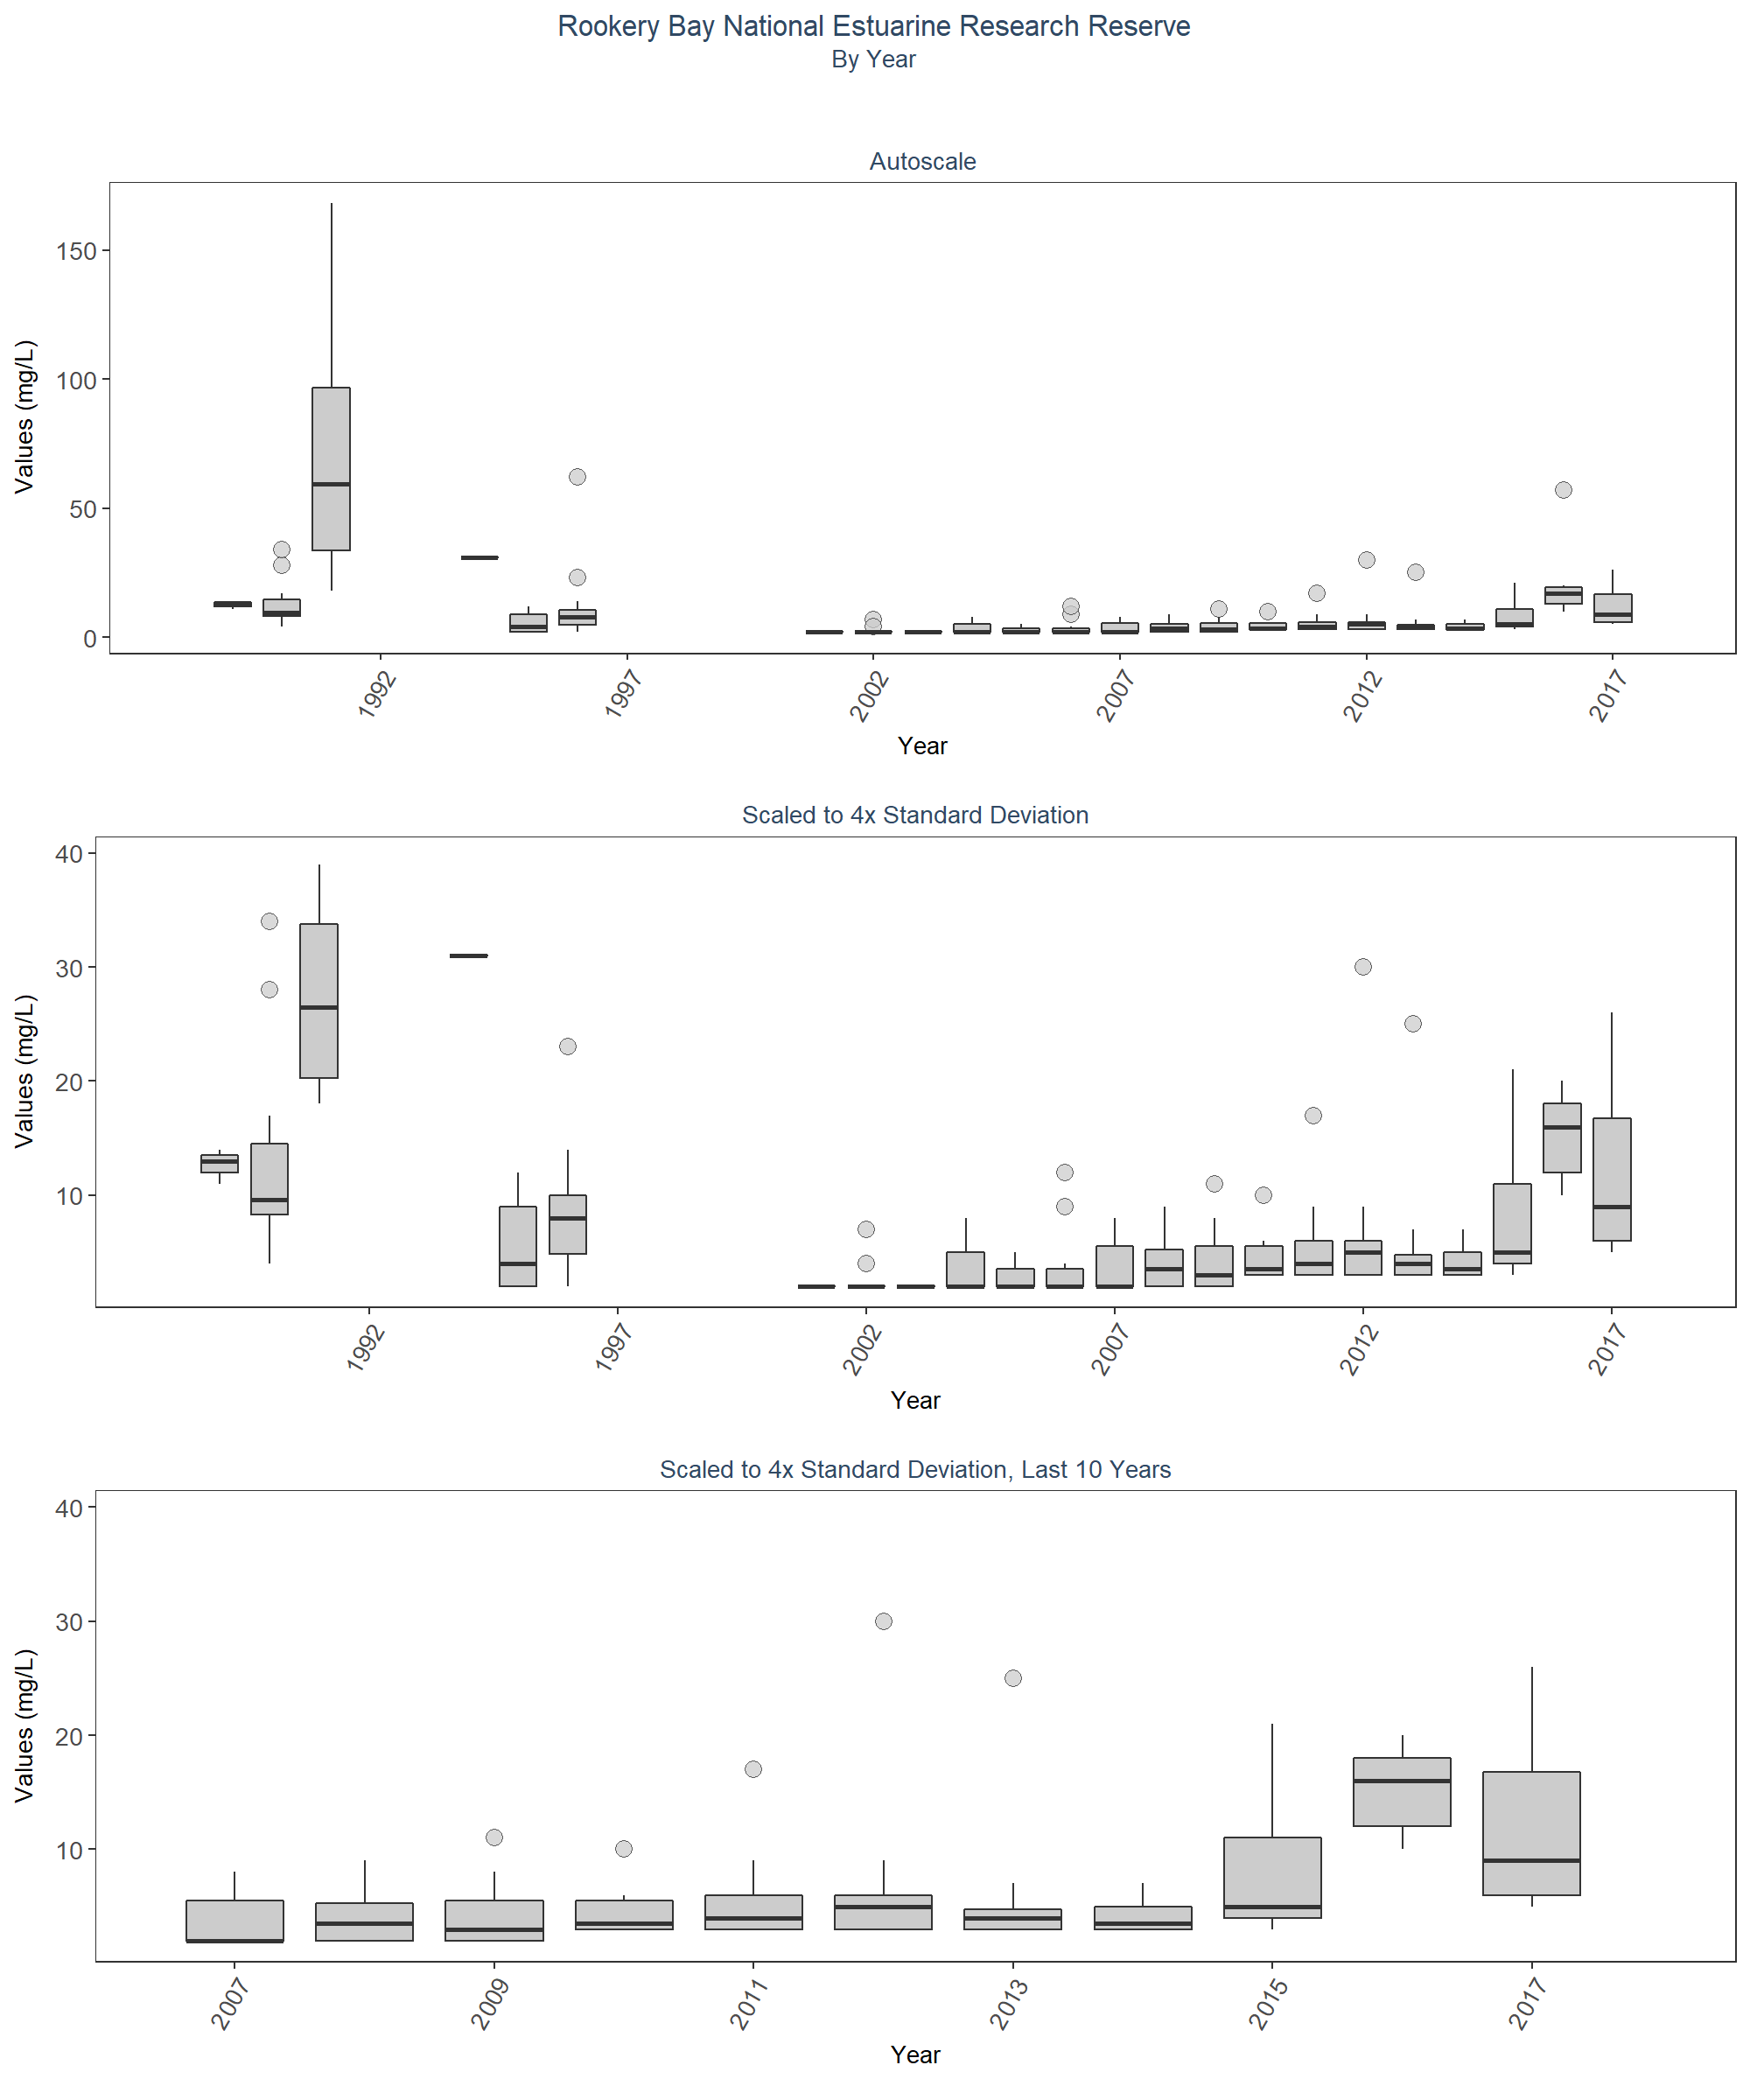 Rookery Bay National Estuarine Research Reserve
By Year
Autoscale
Values (mg/L)
150
100
50
0
1992
1997
2002
2007
2012
2017
Year
Scaled to 4x Standard Deviation
Values (mg/L)
40
30
20
10
1992
1997
2002
2007
2012
2017
Year
Scaled to 4x Standard Deviation, Last 10 Years
Values (mg/L)
40
30
20
10
2007
2009
2011
2013
2015
2017
Year